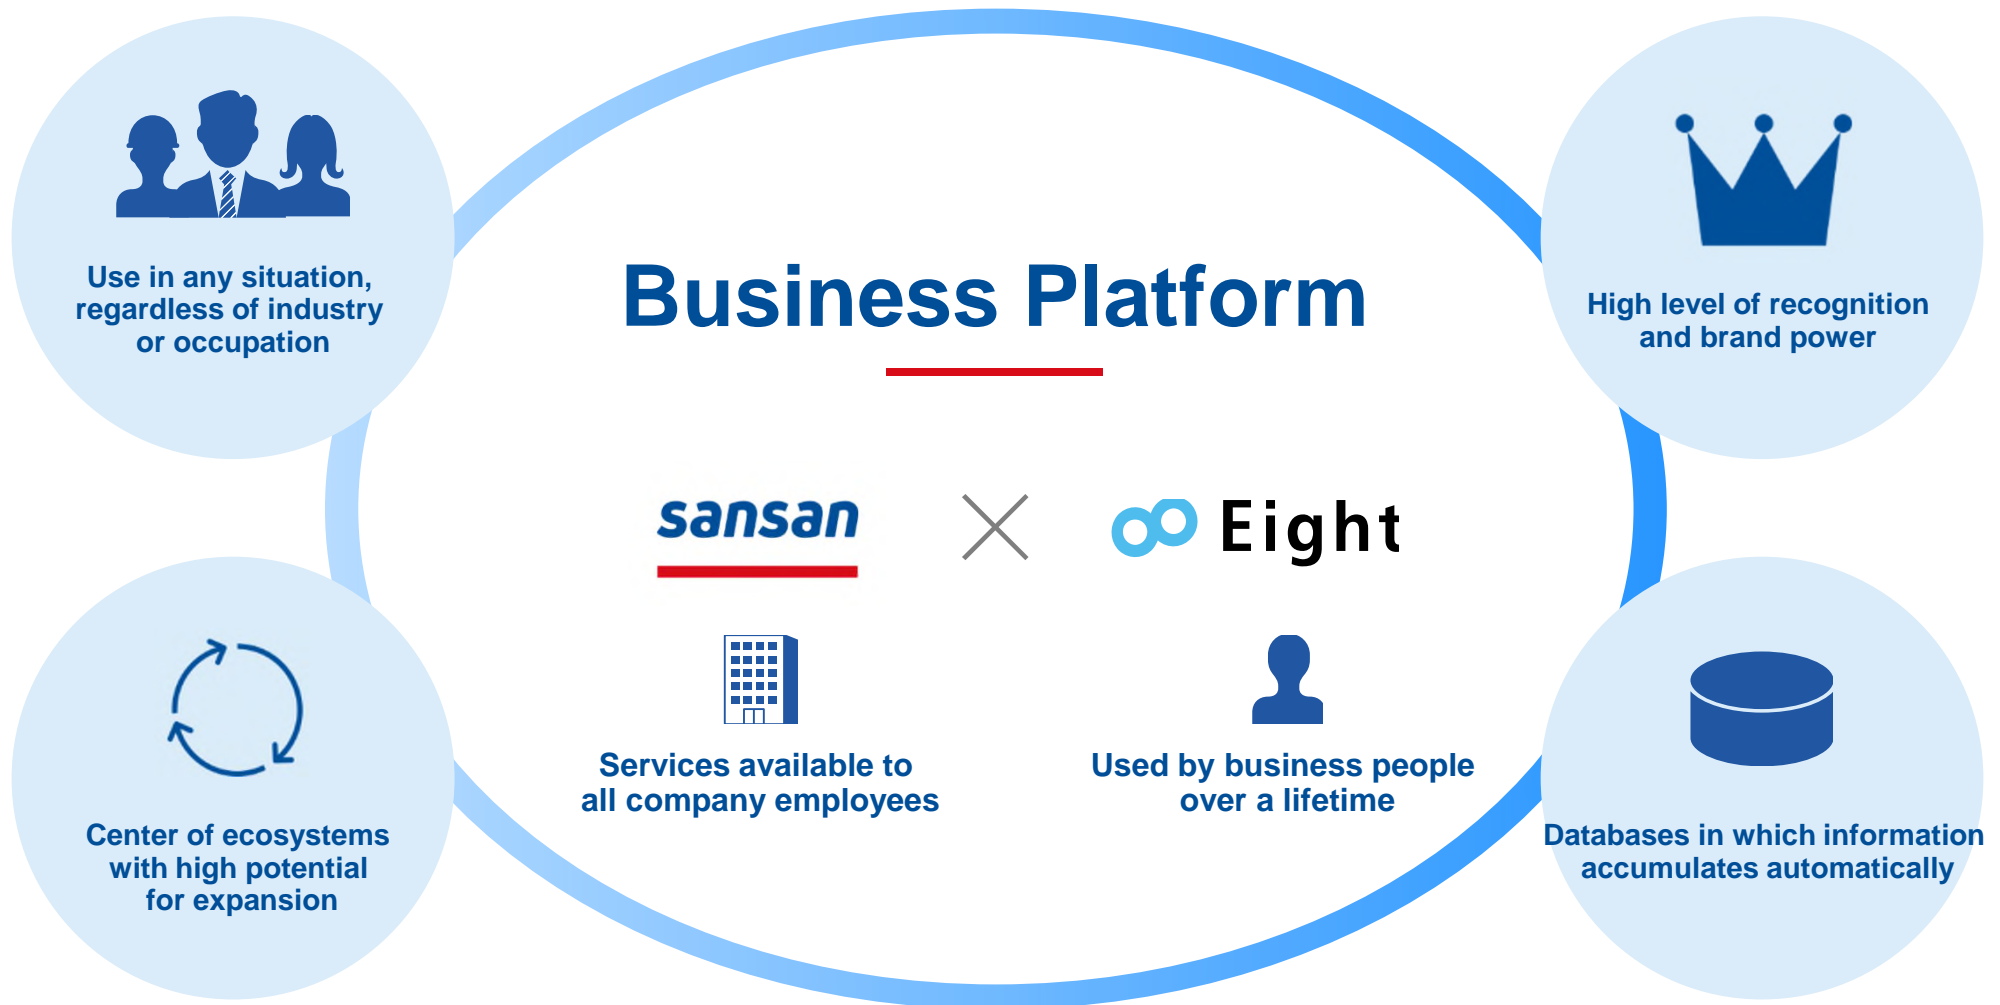 Use in any situation,
regardless of industry
or occupation
Business Platform
High level of recognition
and brand power
sansan
Eight
Services available to
all company employees
Used by business people
over a lifetime
Center of ecosystems
with high potential
for expansion
Databases in which information
accumulates automatically